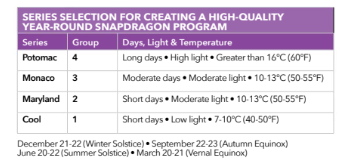 SERIES SELECTION FOR CREATING A HIGH-QUALITY
YEAR-ROUND SNAPDRAGON PROGRAM
Series Group Days, Light & Temperature
Potomac 4 Long days • High light • Greater than 16°C (60°F)
Monaco 3 Moderate days • Moderate light • 10-13°C (50-55°F)
Maryland 2 Short days • Moderate light • 10-13°C (50-55°F)
Cool 1 Short days • Low light • 7-10°C (40-50°F)
December 21-22 (Winter Solstice) • September 22-23 (Autumn Equinox)
June 20-22 (Summer Solstice) • March 20-21 (Vernal Equinox)